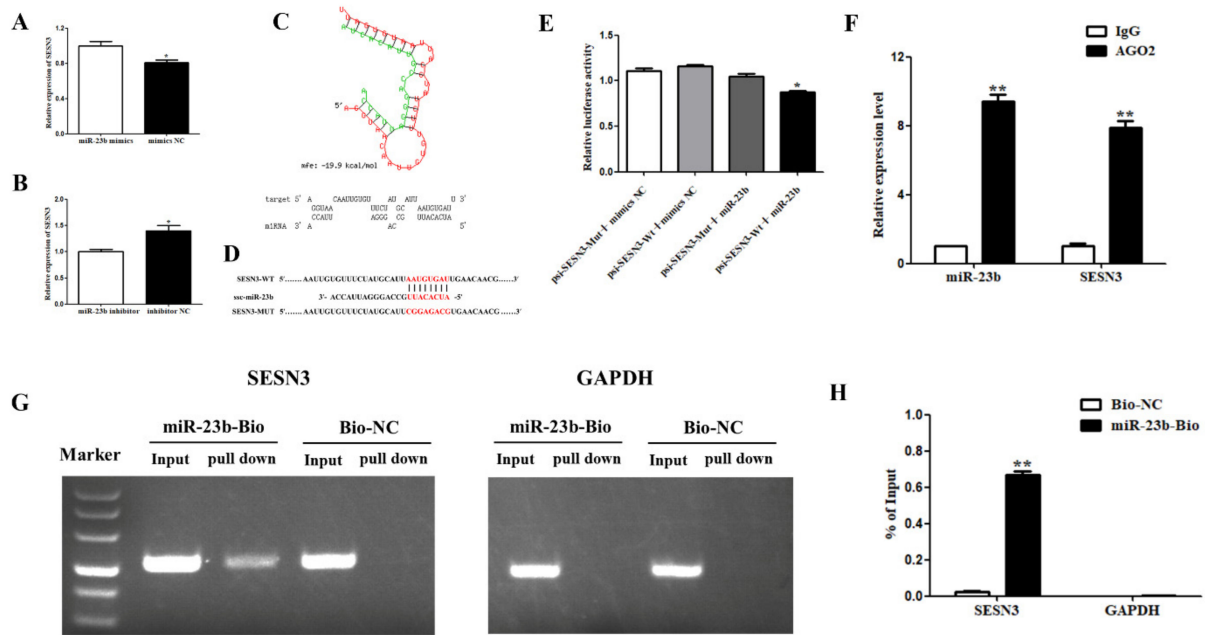 A
Relative expression of SESN3
1.2
0.8
0.4
0.0
*
miR-23b mimics
mimics NC
B
Relative expression of SESN3
2.0
1.5
1.0
0.5
0.0
*
miR-23b inhibitor
inhibitor NC
C
5'
mfe: -19.9 kcal/mol
target 5' A CAAUUGUGU AU AUU U 3'
GGUAA UUUCU GC AAUGUGAU
CCAUU AGGG CG UUACACUA
miRNA 3' A AC 5'
D
SESN3-WT 5'.......AAUUGUGUUUCUAUGCAUUAAUGUGAUUGAACAACG......3'
ssc-miR-23b 3'- ACCAUUAGGGACCGUUACACUA -5'
SESN3-MUT 5'.......AAUUGUGUUUCUAUGCAUUCGGAGACGUGAACAACG......3'
E
Relative luciferase activity
1.5
1.0
0.5
0.0
*
psi-SESN3-Mut + mimics NC
psi-SESN3-Wt + mimics NC
psi-SESN3-Mut + miR-23b
psi-SESN3-Wt + miR-23b
F
IgG
AGO2
Relative expression level
12
8
4
0
**
**
miR-23b
SESN3
G
SESN3
GAPDH
miR-23b-Bio
Bio-NC
miR-23b-Bio
Bio-NC
Marker
Input
pull down
Input
pull down
Input
pull down
Input
pull down
H
Bio-NC
miR-23b-Bio
% of Input
1.0
0.8
0.6
0.4
0.2
0.0
**
SESN3
GAPDH